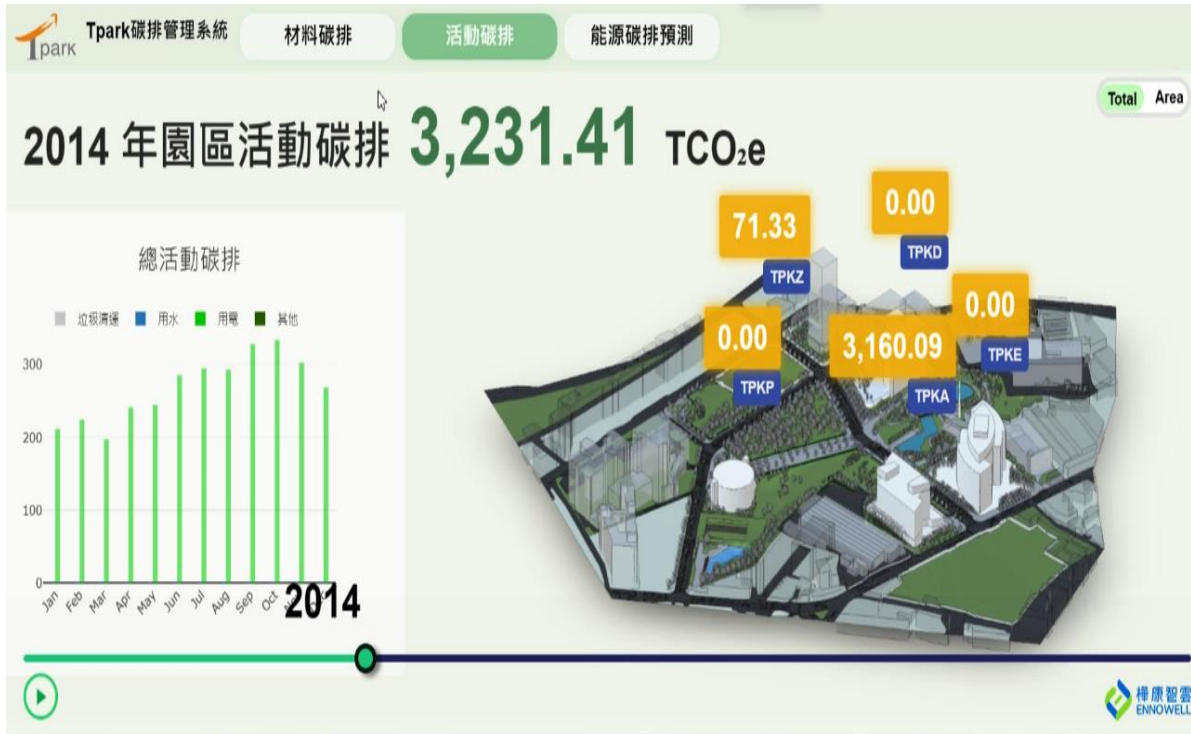 Tpark
Tpark碳排管理系統
材料碳排
活動碳排
能源碳排預測
Total Area
2014 年園區活動碳排 3,231.41 TCO₂e
總活動碳排
垃圾清運 用水 用電 其他
300
200
100
0
Jan Feb Mar Apr May Jun Jul Aug Sep Oct
2014
71.33
TPKZ
0.00
TPKD
0.00
TPKP
3,160.09
TPKA
0.00
TPKE
樺康智雲
ENNOWELL